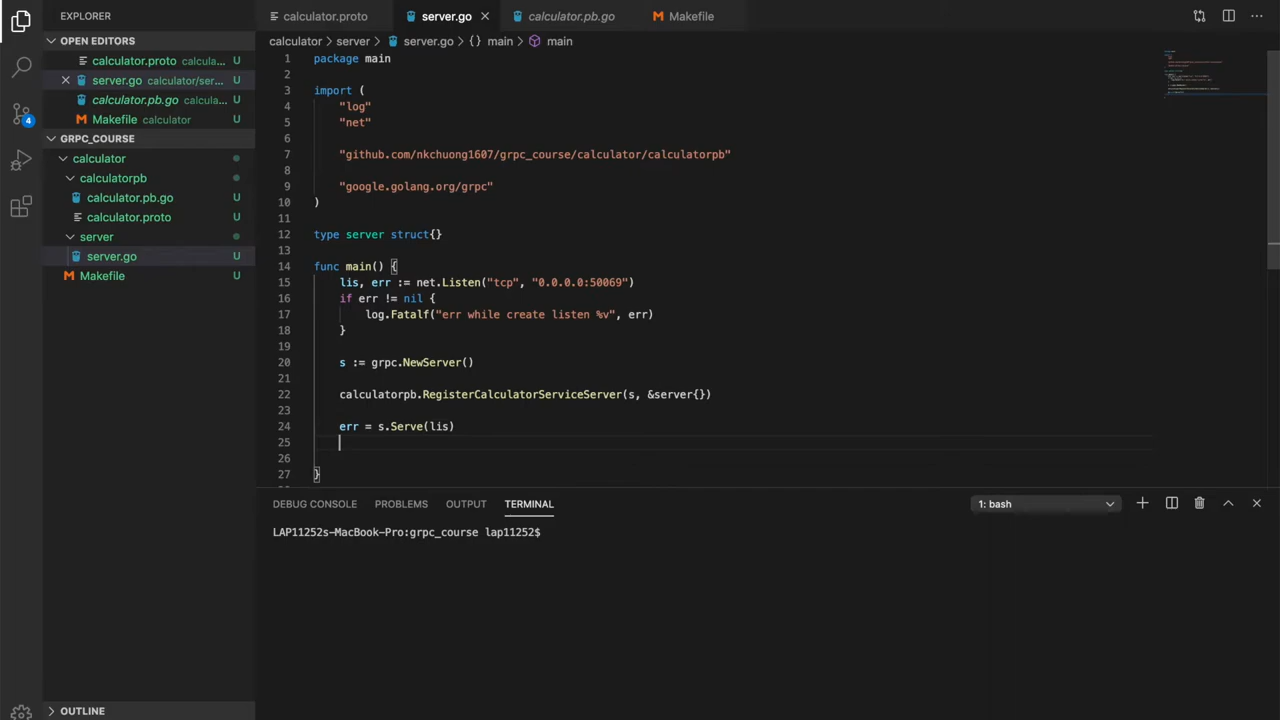 EXPLORER
calculator.proto
server.go
calculator.pb.go
Makefile
OPEN EDITORS
calculator.proto calcula... U
server.go calculator/ser... U
calculator.pb.go calcula... U
Makefile calculator U
4
GRPC_COURSE
calculator
calculatorpb
calculator.pb.go U
calculator.proto U
server
server.go U
Makefile U
OUTLINE
calculator > server > server.go > {} main > main
1 package main
2
3 import (
4 "log"
5 "net"
6
7 "github.com/nkchuong1607/grpc_course/calculator/calculatorpb"
8
9 "google.golang.org/grpc"
10 )
11
12 type server struct{}
13
14 func main() {
15 lis, err := net.Listen("tcp", "0.0.0.0:50069")
16 if err != nil {
17 log.Fatalf("err while create listen %v", err)
18 }
19
20 s := grpc.NewServer()
21
22 calculatorpb.RegisterCalculatorServiceServer(s, &server{})
23
24 err = s.Serve(lis)
25
26
27 }
DEBUG CONSOLE PROBLEMS OUTPUT TERMINAL
1: bash
LAP11252s-MacBook-Pro:grpc_course lap11252$